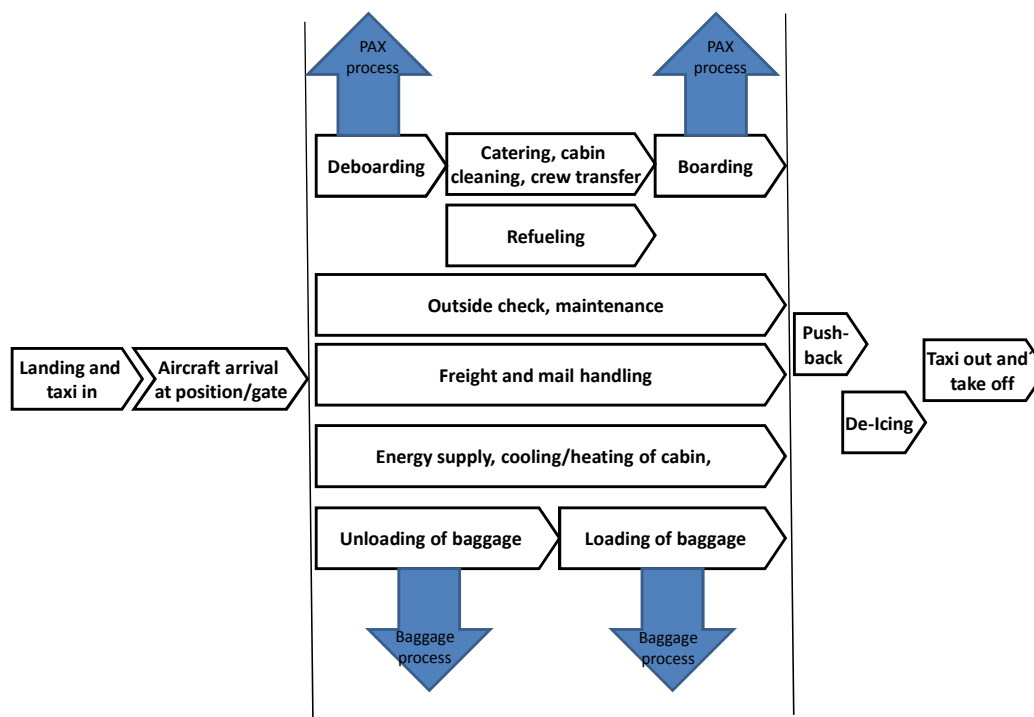 PAX
process
PAX
process
Deboarding
Catering, cabin
cleaning, crew transfer
Boarding
Refueling
Outside check, maintenance
Landing and
taxi in
Aircraft arrival
at position/gate
Freight and mail handling
Push-
back
Taxi out and
take off
De-Icing
Energy supply, cooling/heating of cabin,
Unloading of baggage
Loading of baggage
Baggage
process
Baggage
process